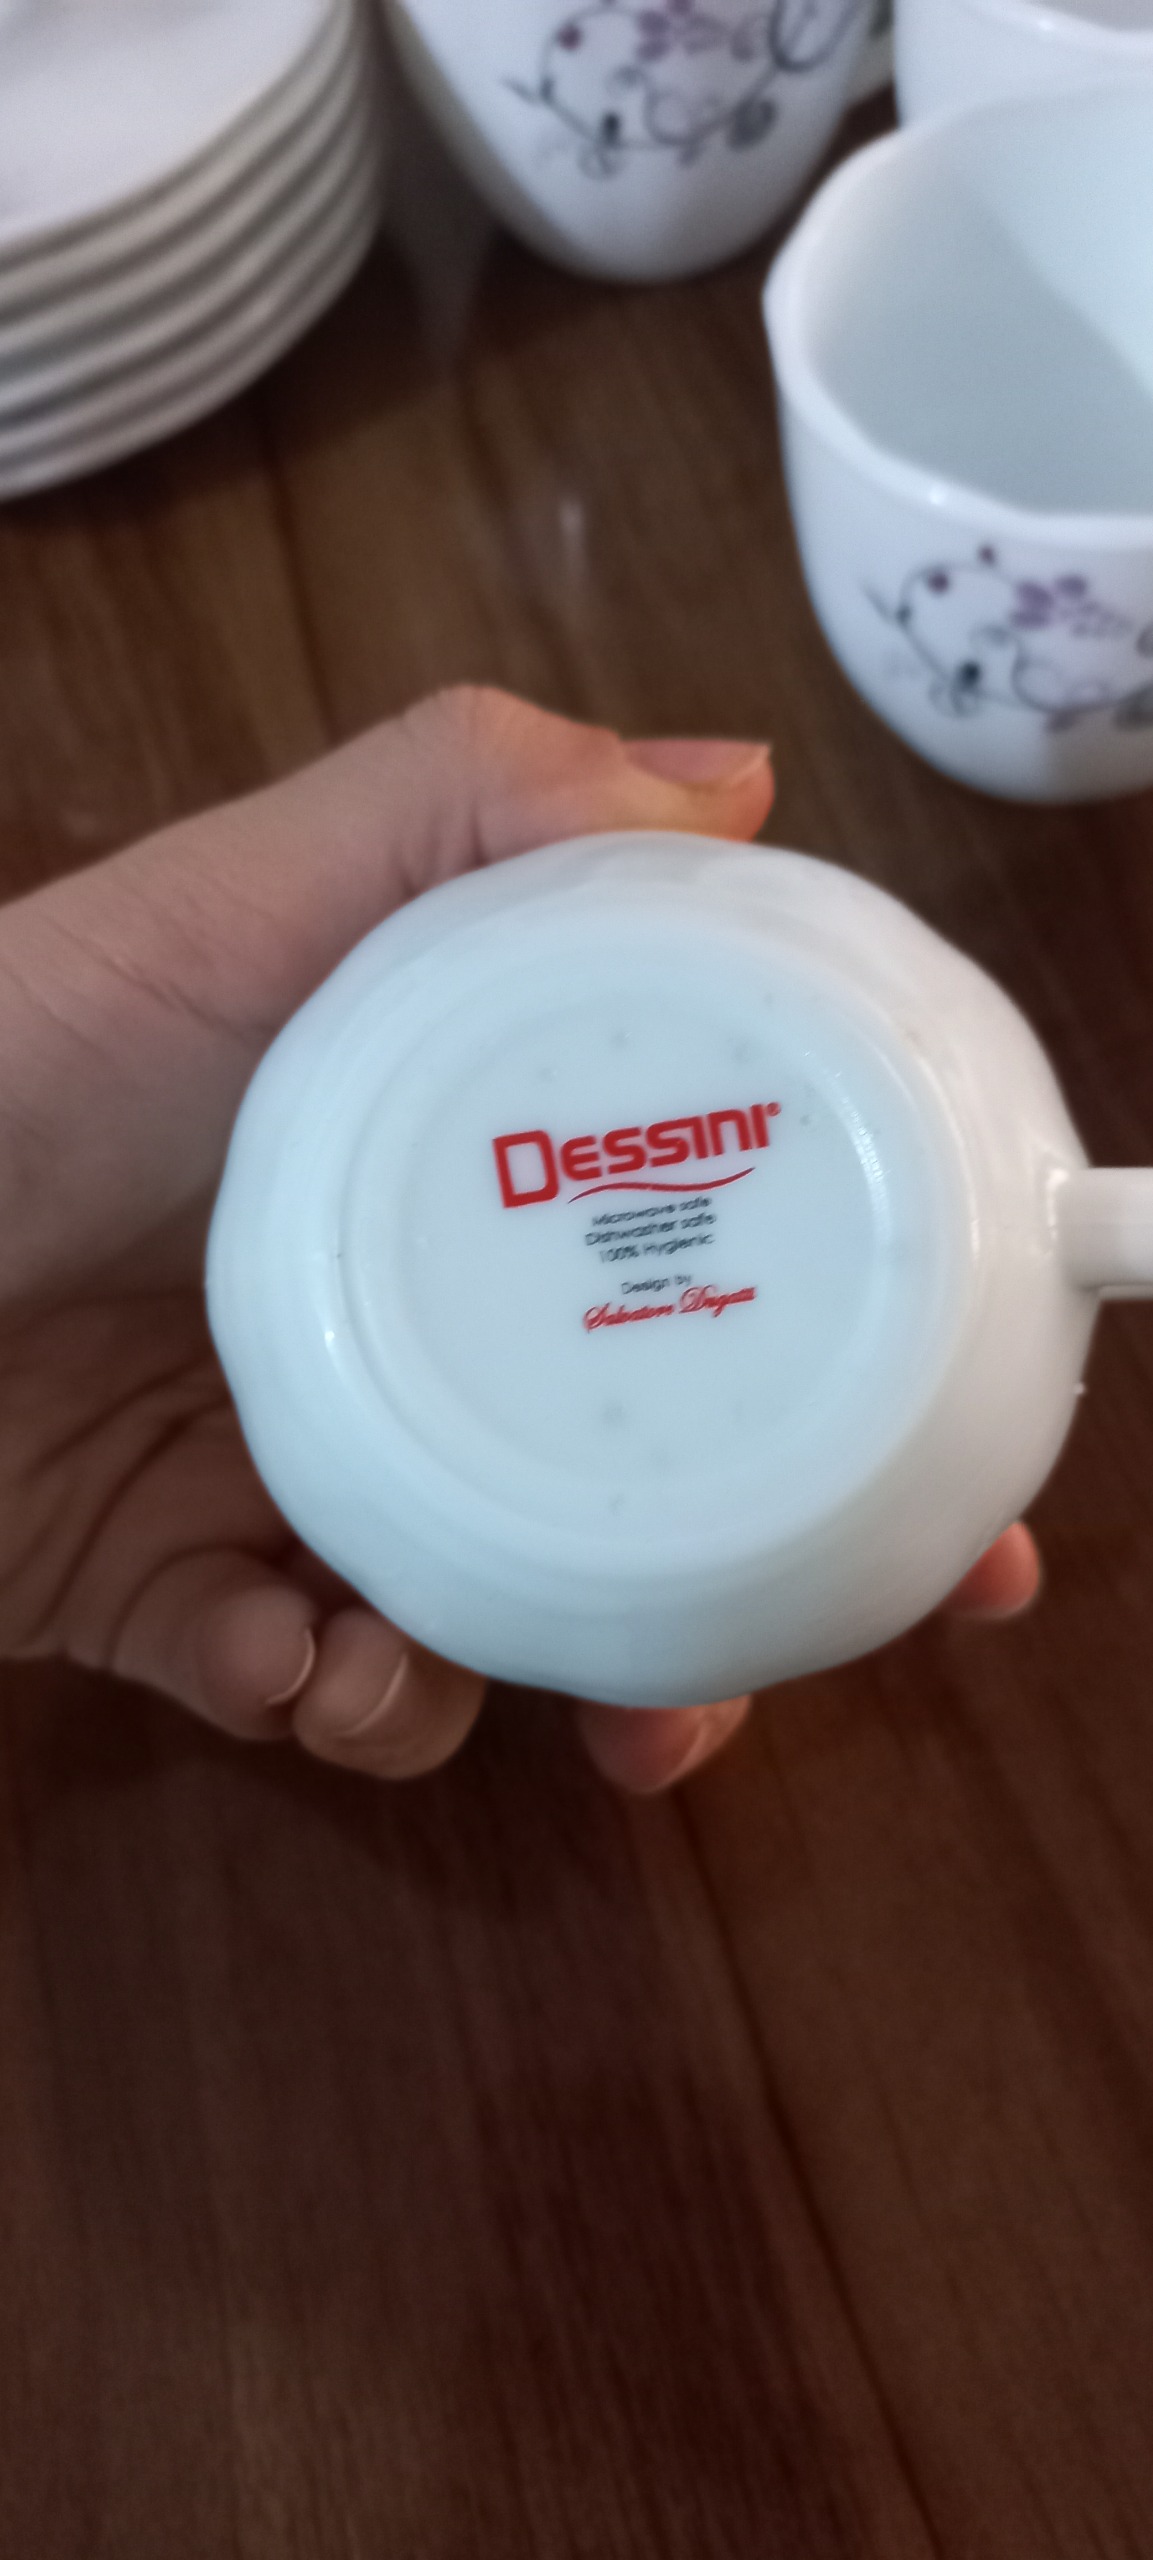 DESSINI®
Microwave safe
Dishwasher safe
100% Hygienic
Design by
Salvatore Dugatti